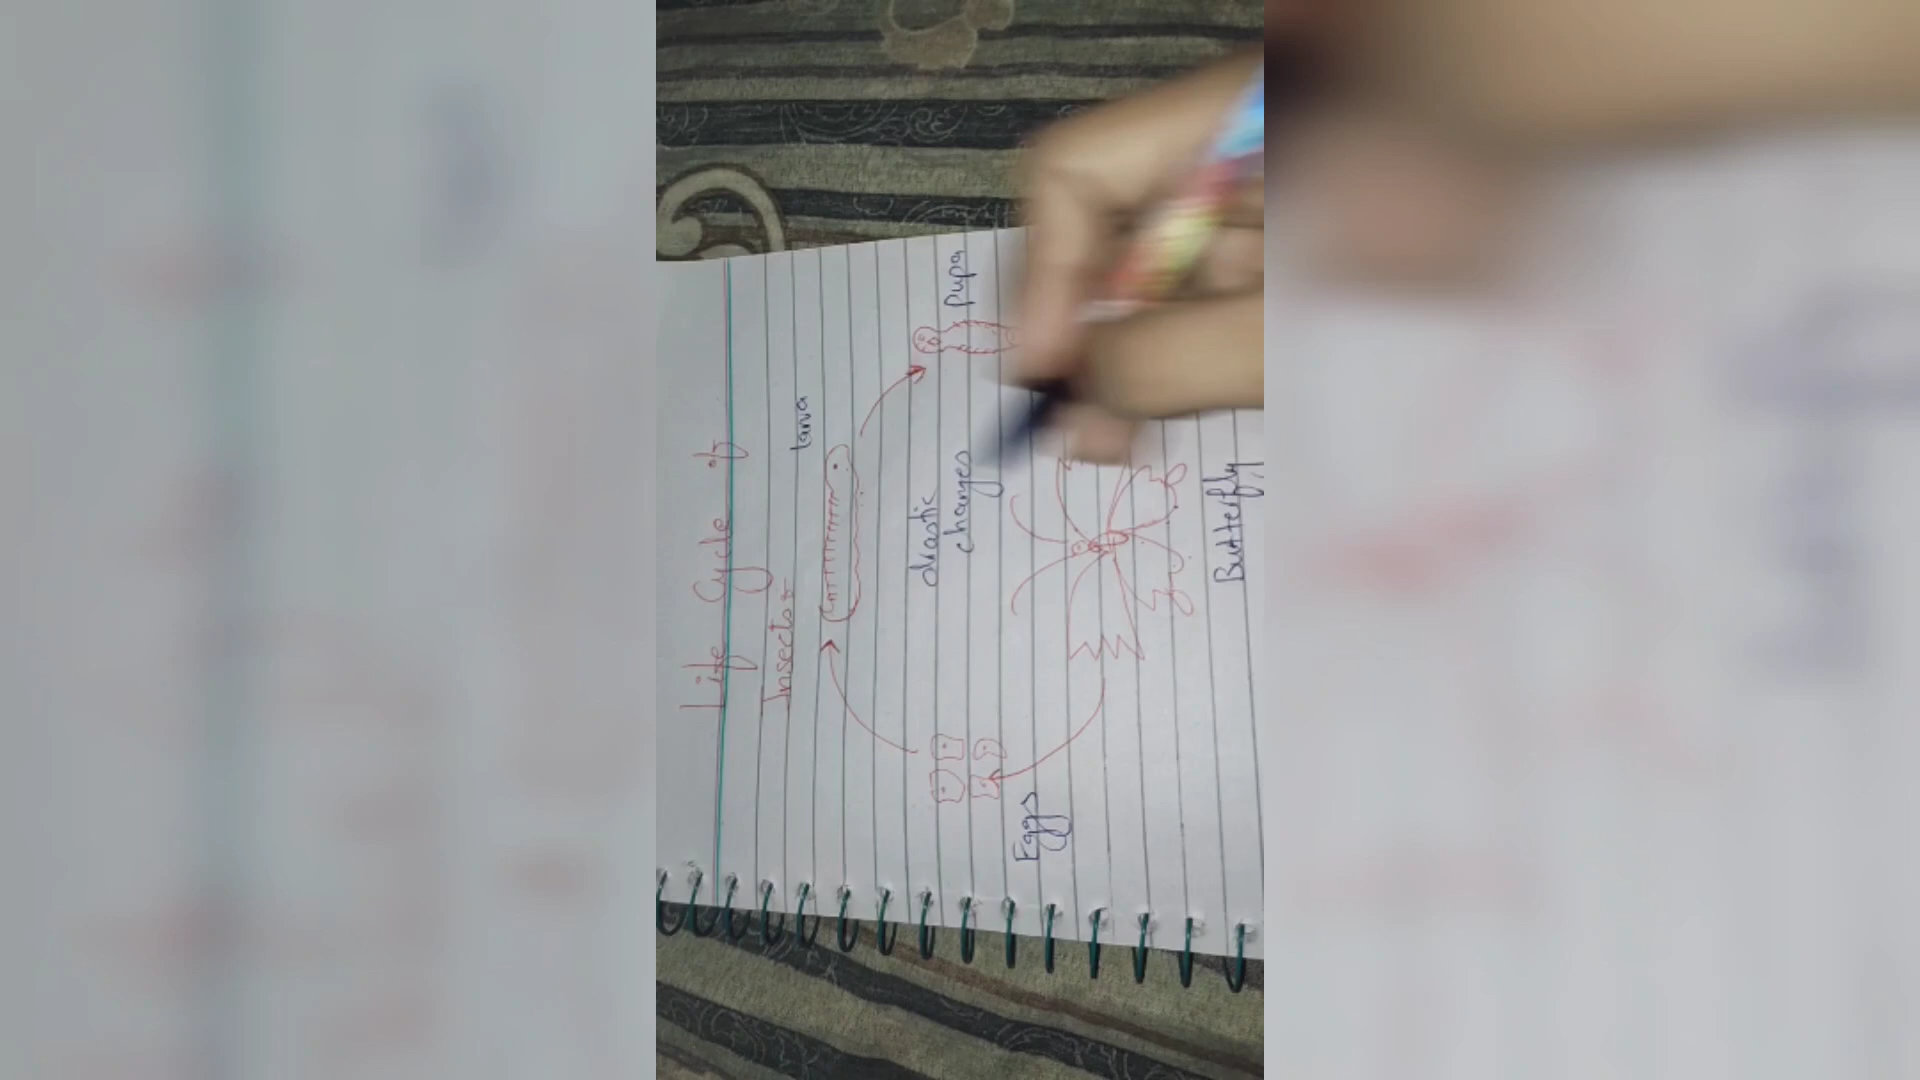 Life Cycle of
Insects
larva
pupa
drastic
changes
Eggs
Butterfly